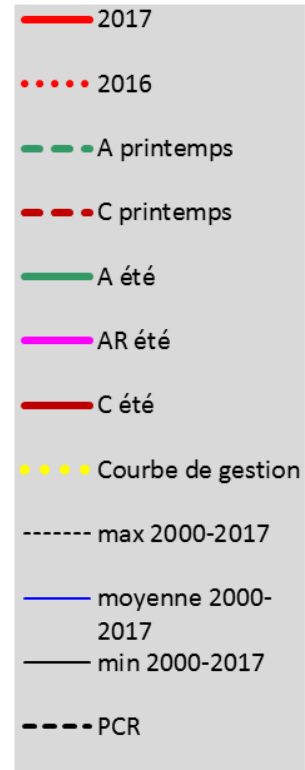 2017
2016
A printemps
C printemps
A été
AR été
C été
Courbe de gestion
max 2000-2017
moyenne 2000-
2017
min 2000-2017
PCR